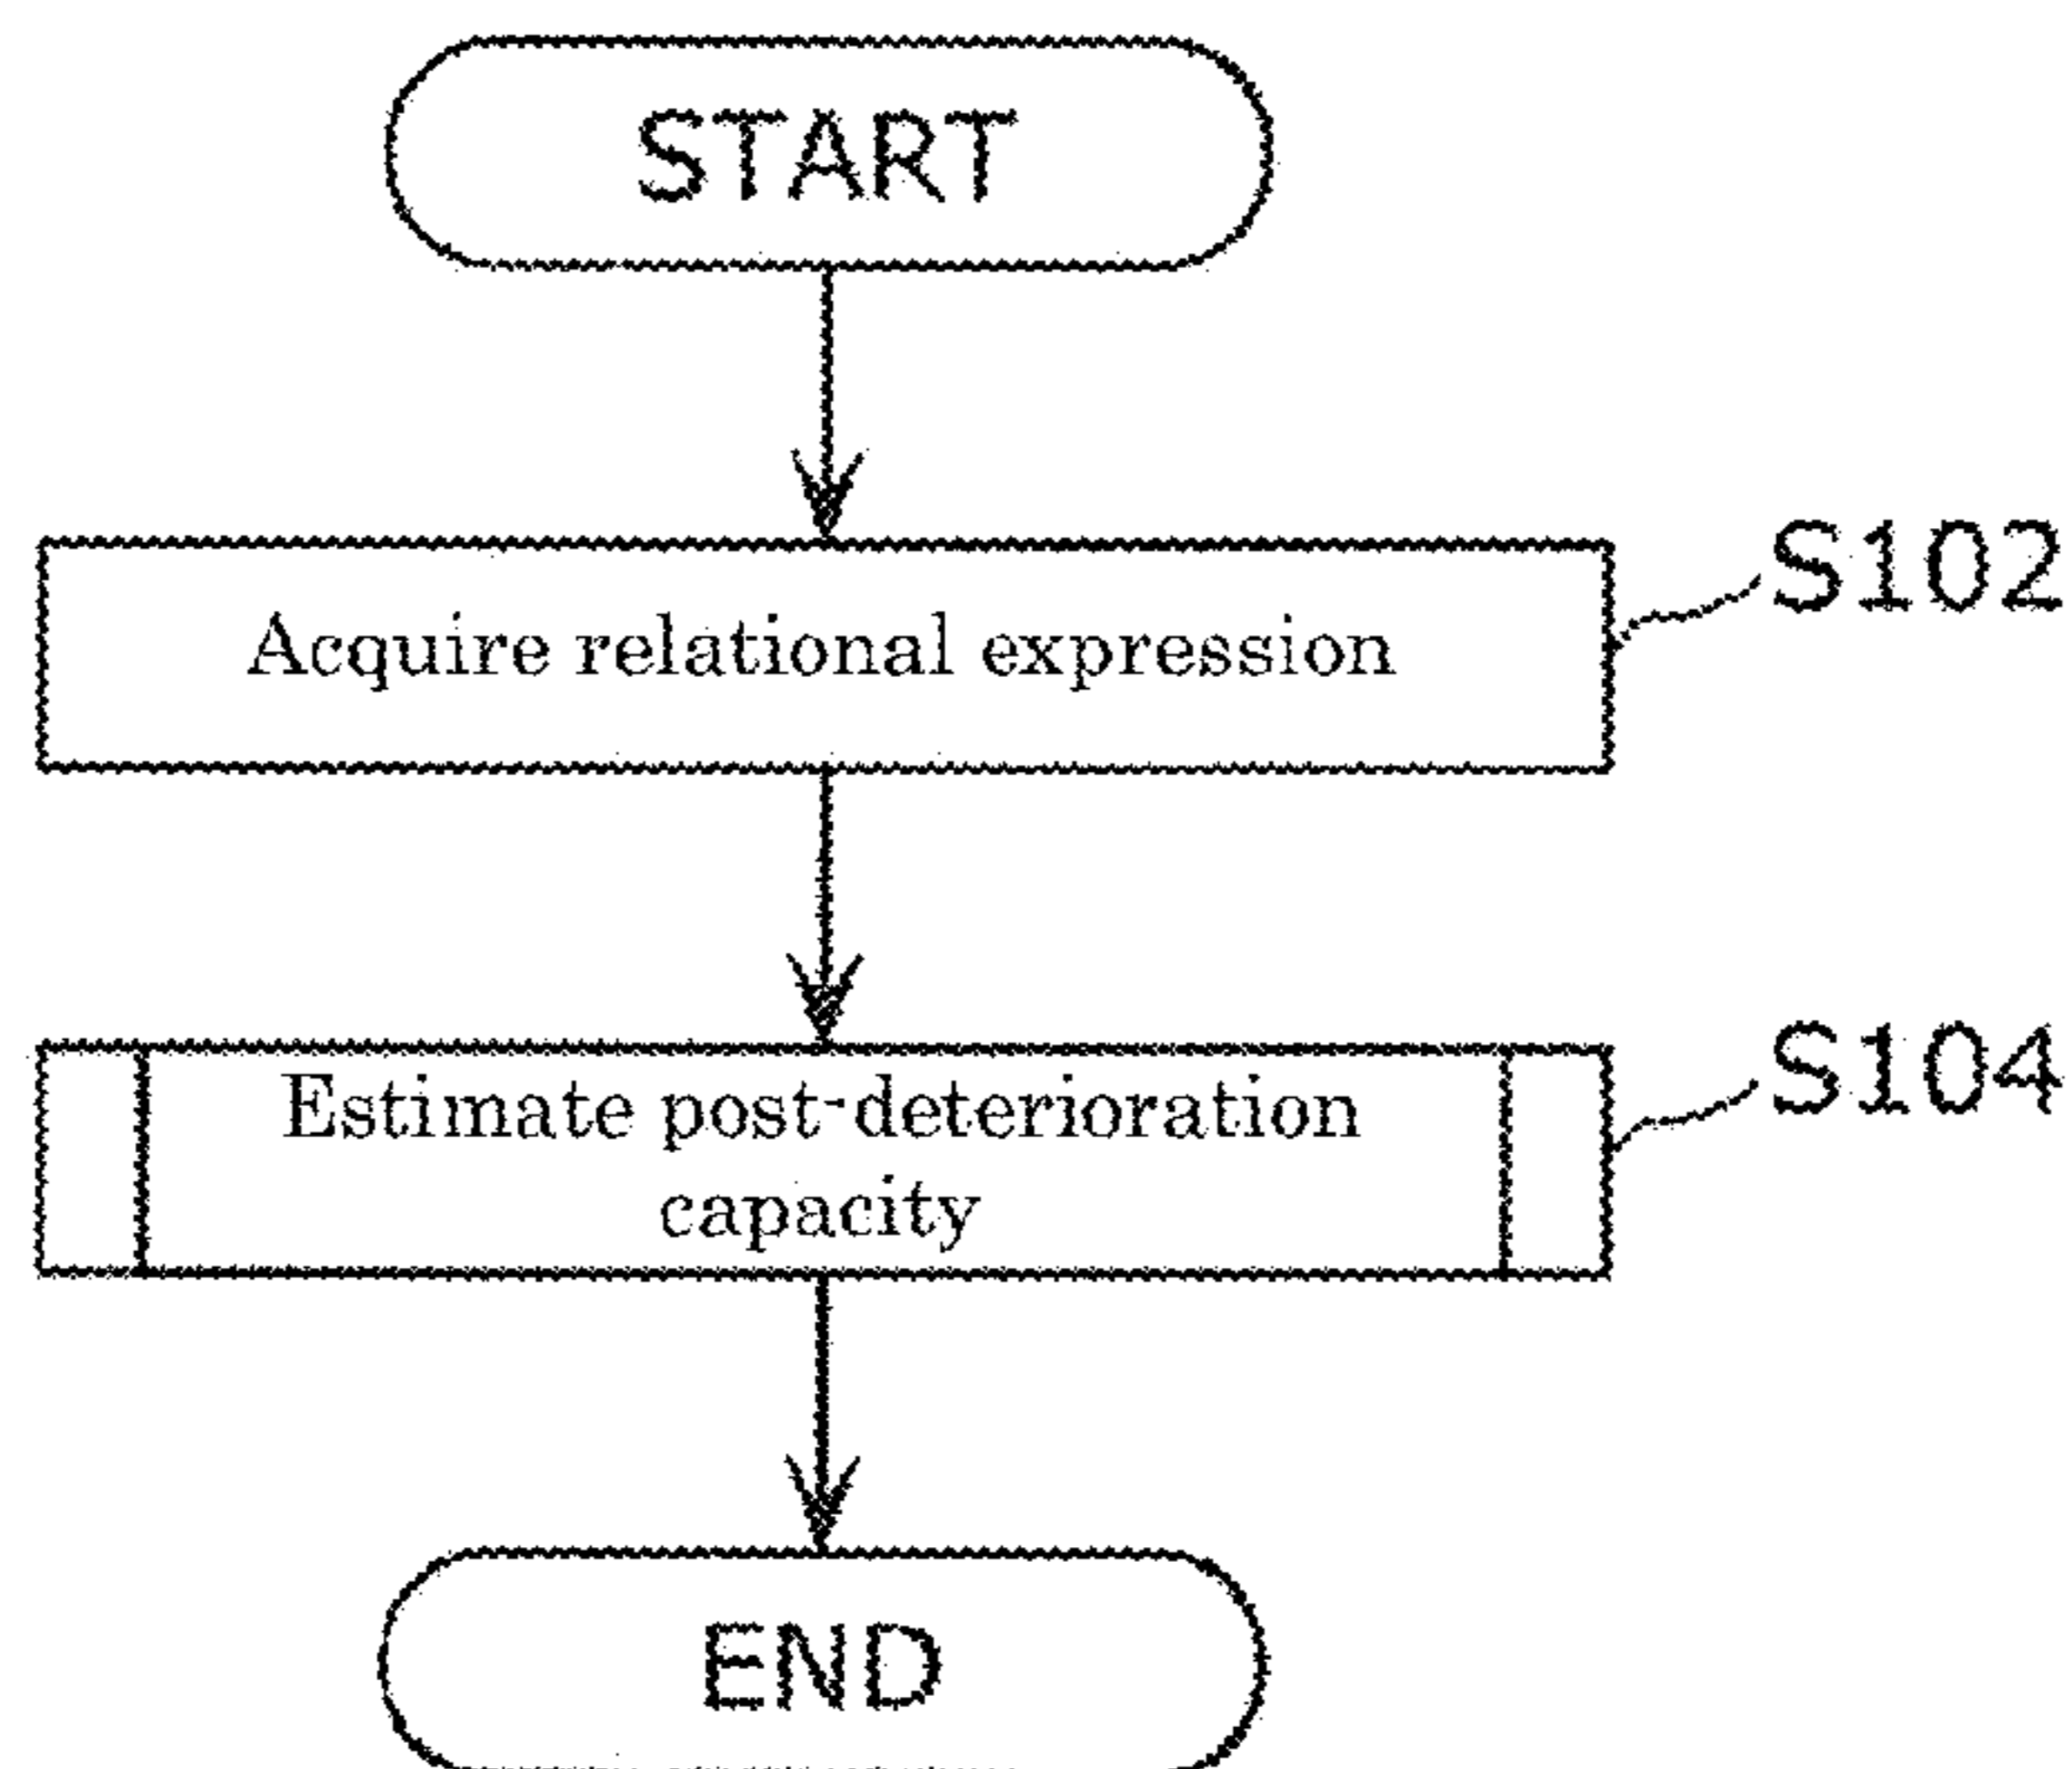 START
Acquire relational expression
S102
Estimate post-deterioration
capacity
S104
END